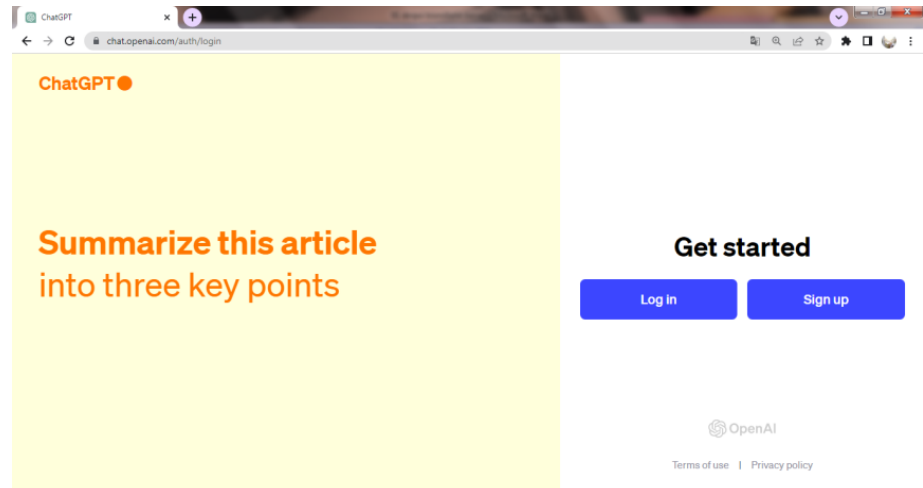 ChatGPT
chat.openai.com/auth/login
ChatGPT
Summarize this article
into three key points
Get started
Log in
Sign up
OpenAI
Terms of use | Privacy policy